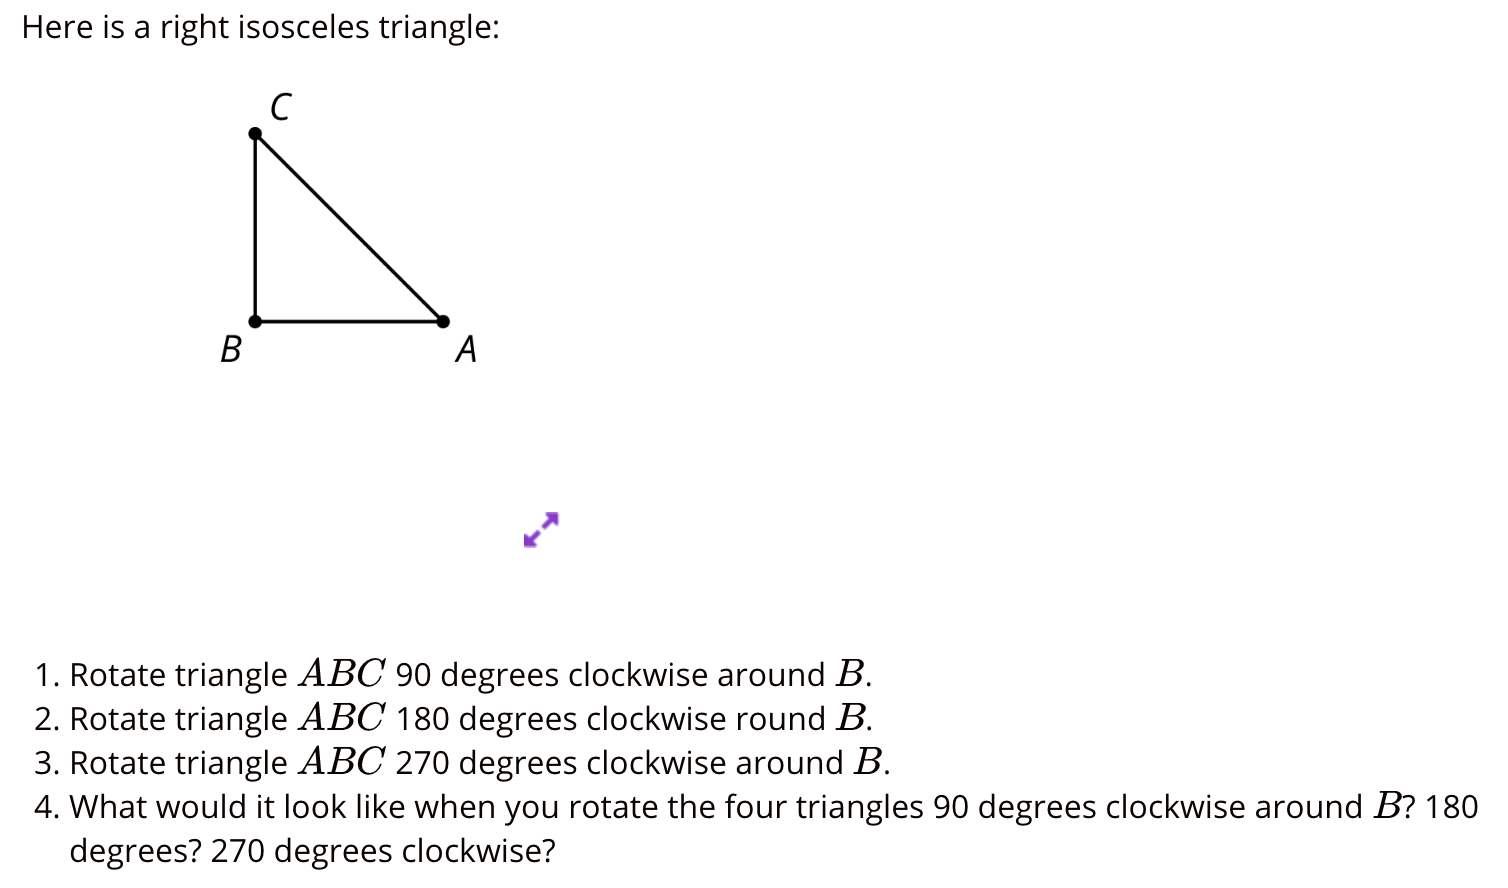 Here is a right isosceles triangle:
C
B
A
1. Rotate triangle ABC 90 degrees clockwise around B.
2. Rotate triangle ABC 180 degrees clockwise round B.
3. Rotate triangle ABC 270 degrees clockwise around B.
4. What would it look like when you rotate the four triangles 90 degrees clockwise around B? 180
degrees? 270 degrees clockwise?